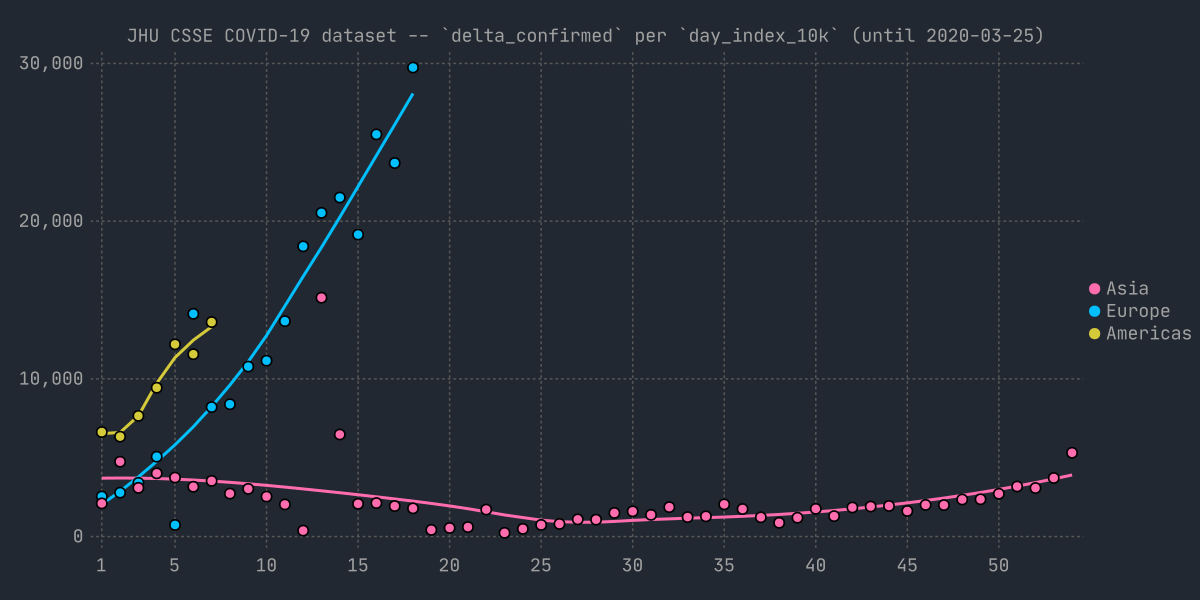 JHU CSSE COVID-19 dataset -- `delta_confirmed` per `day_index_10k` (until 2020-03-25)
30,000
20,000
10,000
0
1 5 10 15 20 25 30 35 40 45 50
Asia
Europe
Americas